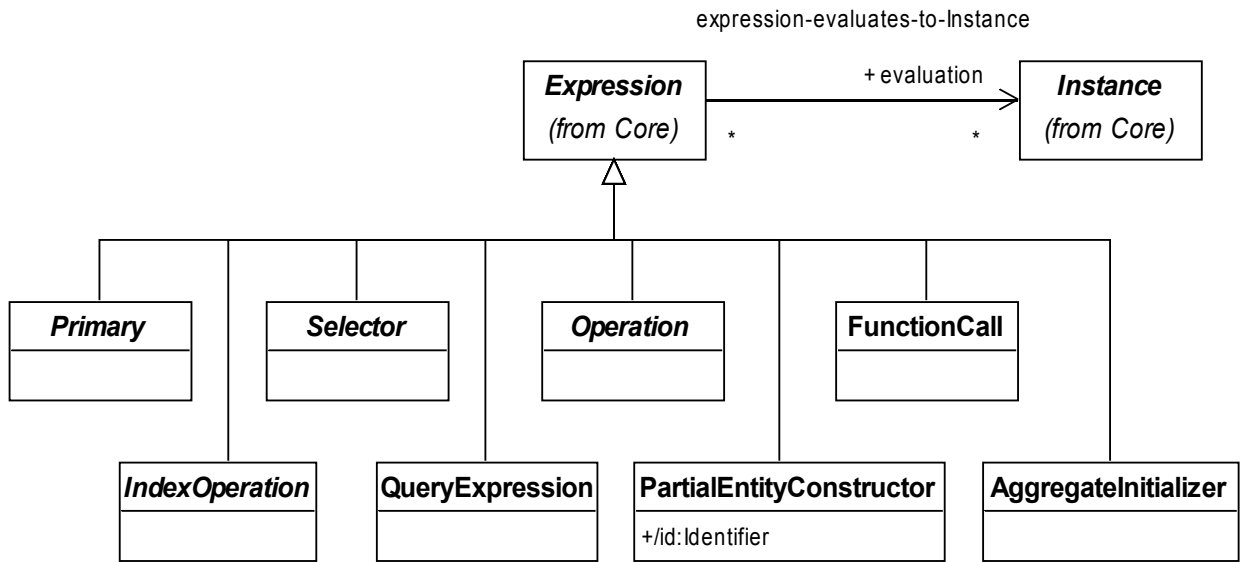 expression-evaluates-to-Instance
Expression
(from Core)
+ evaluation
*
*
Instance
(from Core)
Primary
Selector
Operation
FunctionCall
IndexOperation
QueryExpression
PartialEntityConstructor
+/id:Identifier
AggregateInitializer